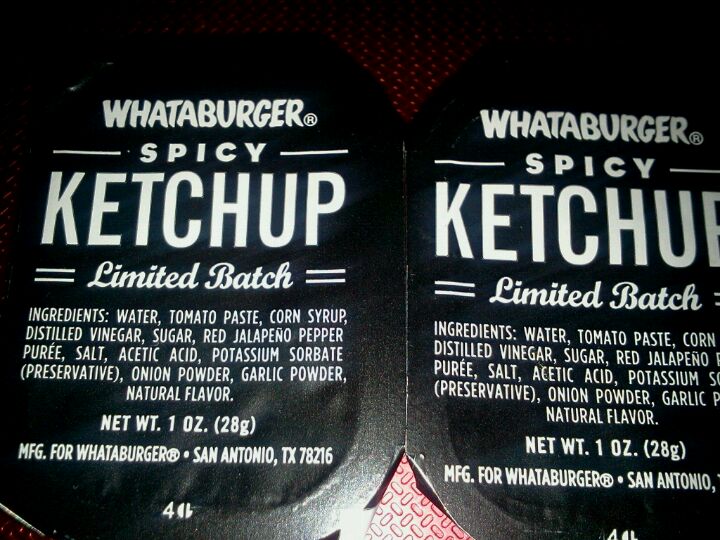 WHATABURGER®
SPICY
KETCHUP
Limited Batch
INGREDIENTS: WATER, TOMATO PASTE, CORN SYRUP,
DISTILLED VINEGAR, SUGAR, RED JALAPEÑO PEPPER
PURÉE, SALT, ACETIC ACID, POTASSIUM SORBATE
(PRESERVATIVE), ONION POWDER, GARLIC POWDER,
NATURAL FLAVOR.
NET WT. 1 OZ. (28g)
MFG. FOR WHATABURGER® • SAN ANTONIO, TX 78216
WHATABURGER®
SPICY
KETCHUP
Limited Batch
INGREDIENTS: WATER, TOMATO PASTE, CORN
DISTILLED VINEGAR, SUGAR, RED JALAPEÑO
PURÉE, SALT, ACETIC ACID, POTASSIUM
(PRESERVATIVE), ONION POWDER, GARLIC
NATURAL FLAVOR.
NET WT. 1 OZ. (28g)
MFG. FOR WHATABURGER® • SAN ANTONIO,